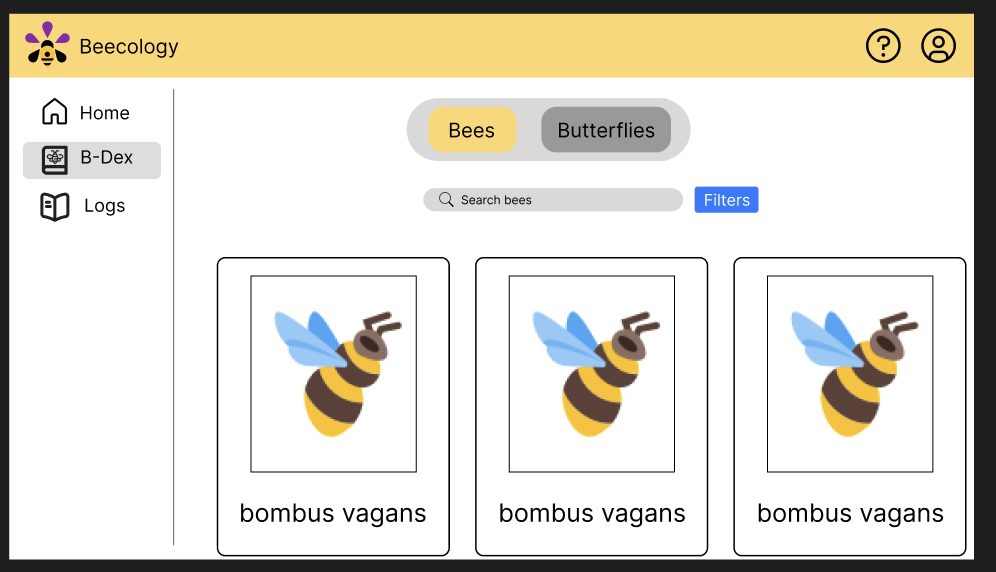 Beecology
Home
B-Dex
Logs
Bees
Butterflies
Search bees
Filters
bombus vagans
bombus vagans
bombus vagans